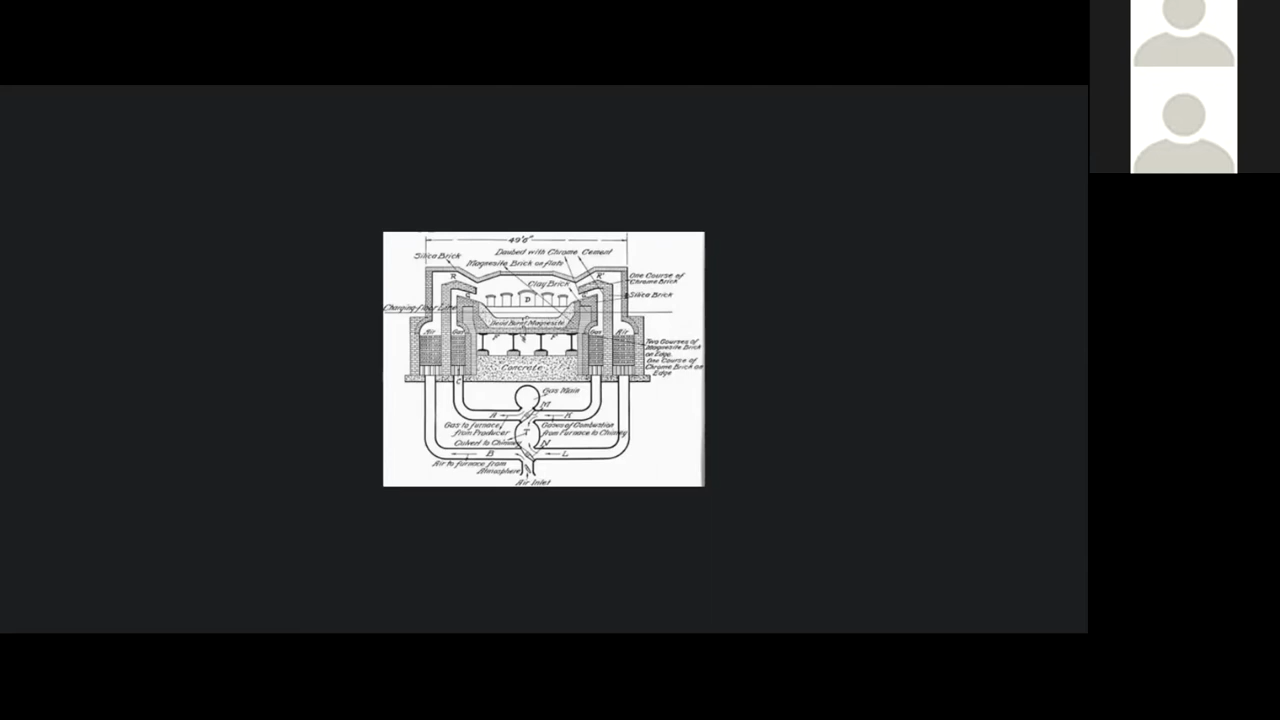 49'6"
Daubed with Chrome Cement
Silica Brick
Magnesite Brick on flats
R
R'
One Course of
Chrome Brick
Clay Brick
Silica Brick
D
Charging Floor Line
Dead Burnt Magnesite
Air
Gas
Gas
Air
F
F
Two Courses of
Magnesite Brick
on Edge
One Course of
Chrome Brick on
Edge
Concrete
C
Gas Main
M
A
K
Gas to furnace
from Producer
Gases of Combustion
from Furnace to Chimney
T
Culvert to Chimney
N
B
L
Air to furnace from
Atmosphere
Air Inlet